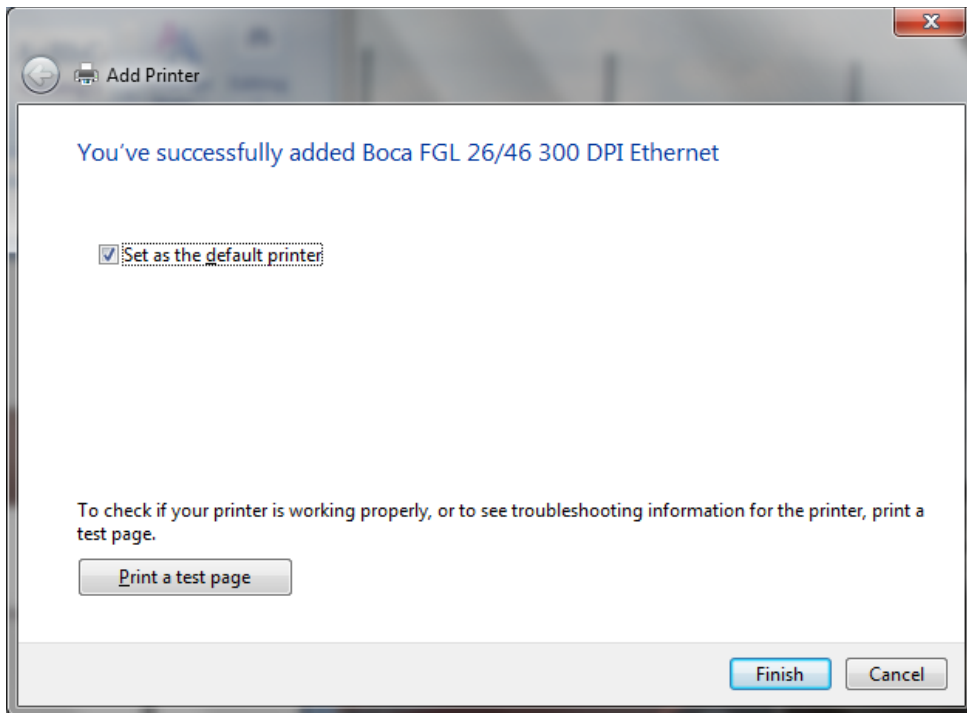 Add Printer
You've successfully added Boca FGL 26/46 300 DPI Ethernet
Set as the default printer
To check if your printer is working properly, or to see troubleshooting information for the printer, print a
test page.
Print a test page
Finish
Cancel